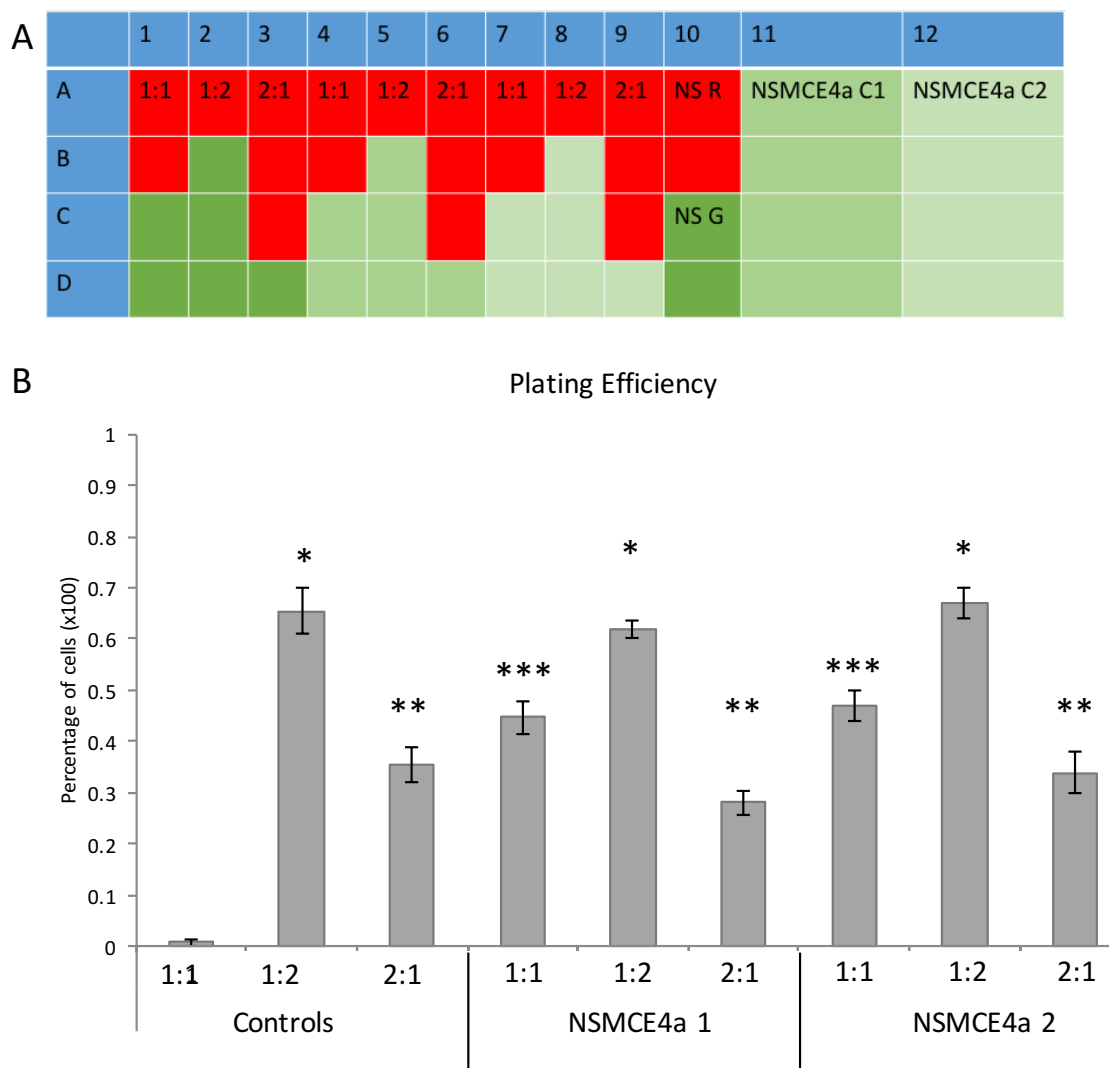 A
1 2 3 4 5 6 7 8 9 10 11 12
A 1:1 1:2 2:1 1:1 1:2 2:1 1:1 1:2 2:1 NS R NSMCE4a C1 NSMCE4a C2
B
C NS G
D
B
Plating Efficiency
Percentage of cells (x100)
1
0.9
0.8
0.7
0.6
0.5
0.4
0.3
0.2
0.1
0
* * *
*** ***
** ** **
1:1 1:2 2:1 1:1 1:2 2:1 1:1 1:2 2:1
Controls NSMCE4a 1 NSMCE4a 2